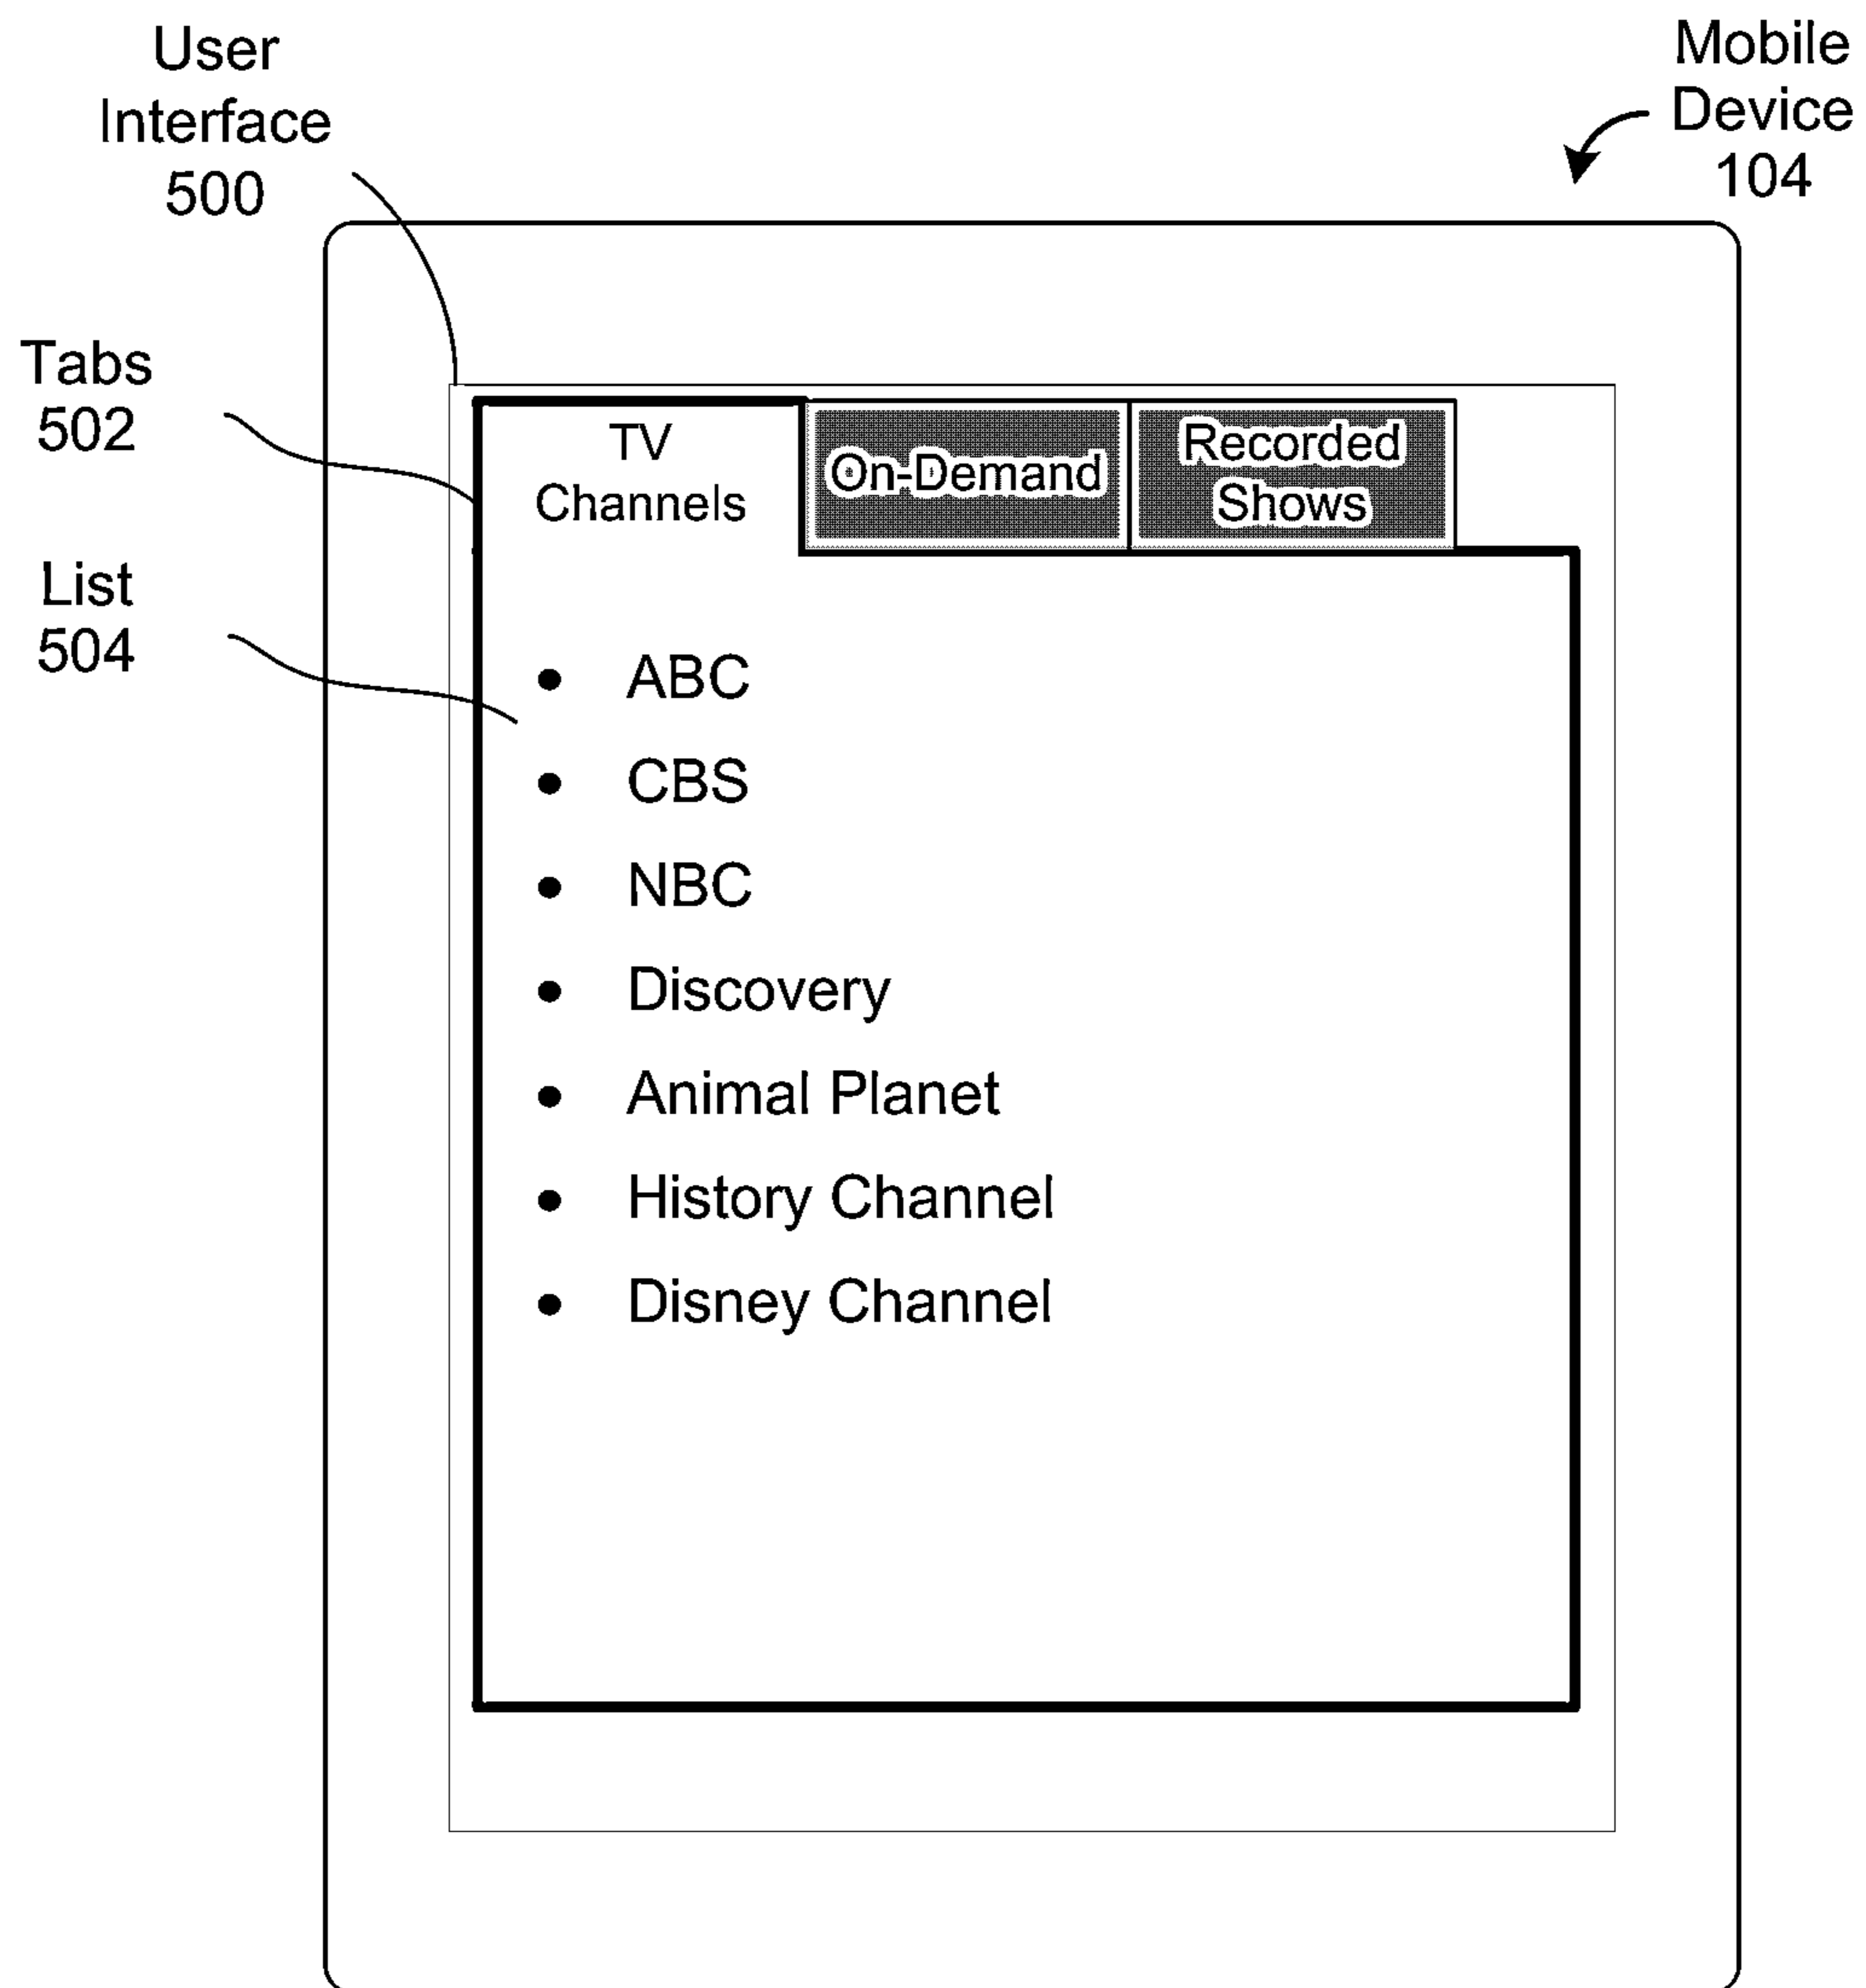 User
Interface
500
Mobile
Device
104
Tabs
502
List
504
TV
Channels
On-Demand
Recorded
Shows
• ABC
• CBS
• NBC
• Discovery
• Animal Planet
• History Channel
• Disney Channel